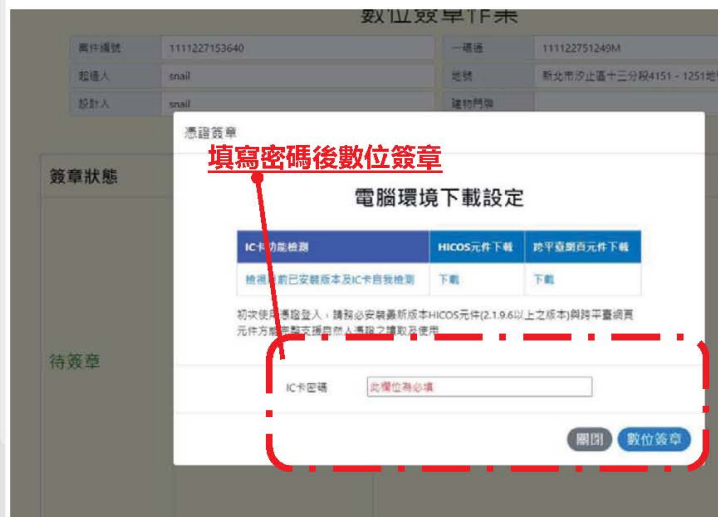 數位簽章作業
案件編號 1111227153640 一碼通 111122751249M
起造人 snail 地號 新北市汐止區十三分段4151-1251地
設計人 snail 建物門牌
憑證簽章
填寫密碼後數位簽章
簽章狀態
電腦環境下載設定
IC卡功能檢測 HICOS元件下載 跨平臺網頁元件下載
檢視目前已安裝版本及IC卡自我檢測 下載 下載
初次使用憑證登入,請務必安裝最新版本HICOS元件(2.1.9.6以上之版本)與跨平臺網頁
元件方能完整支援自然人憑證之讀取及使用
待簽章
IC卡密碼 此欄位為必填
關閉 數位簽章